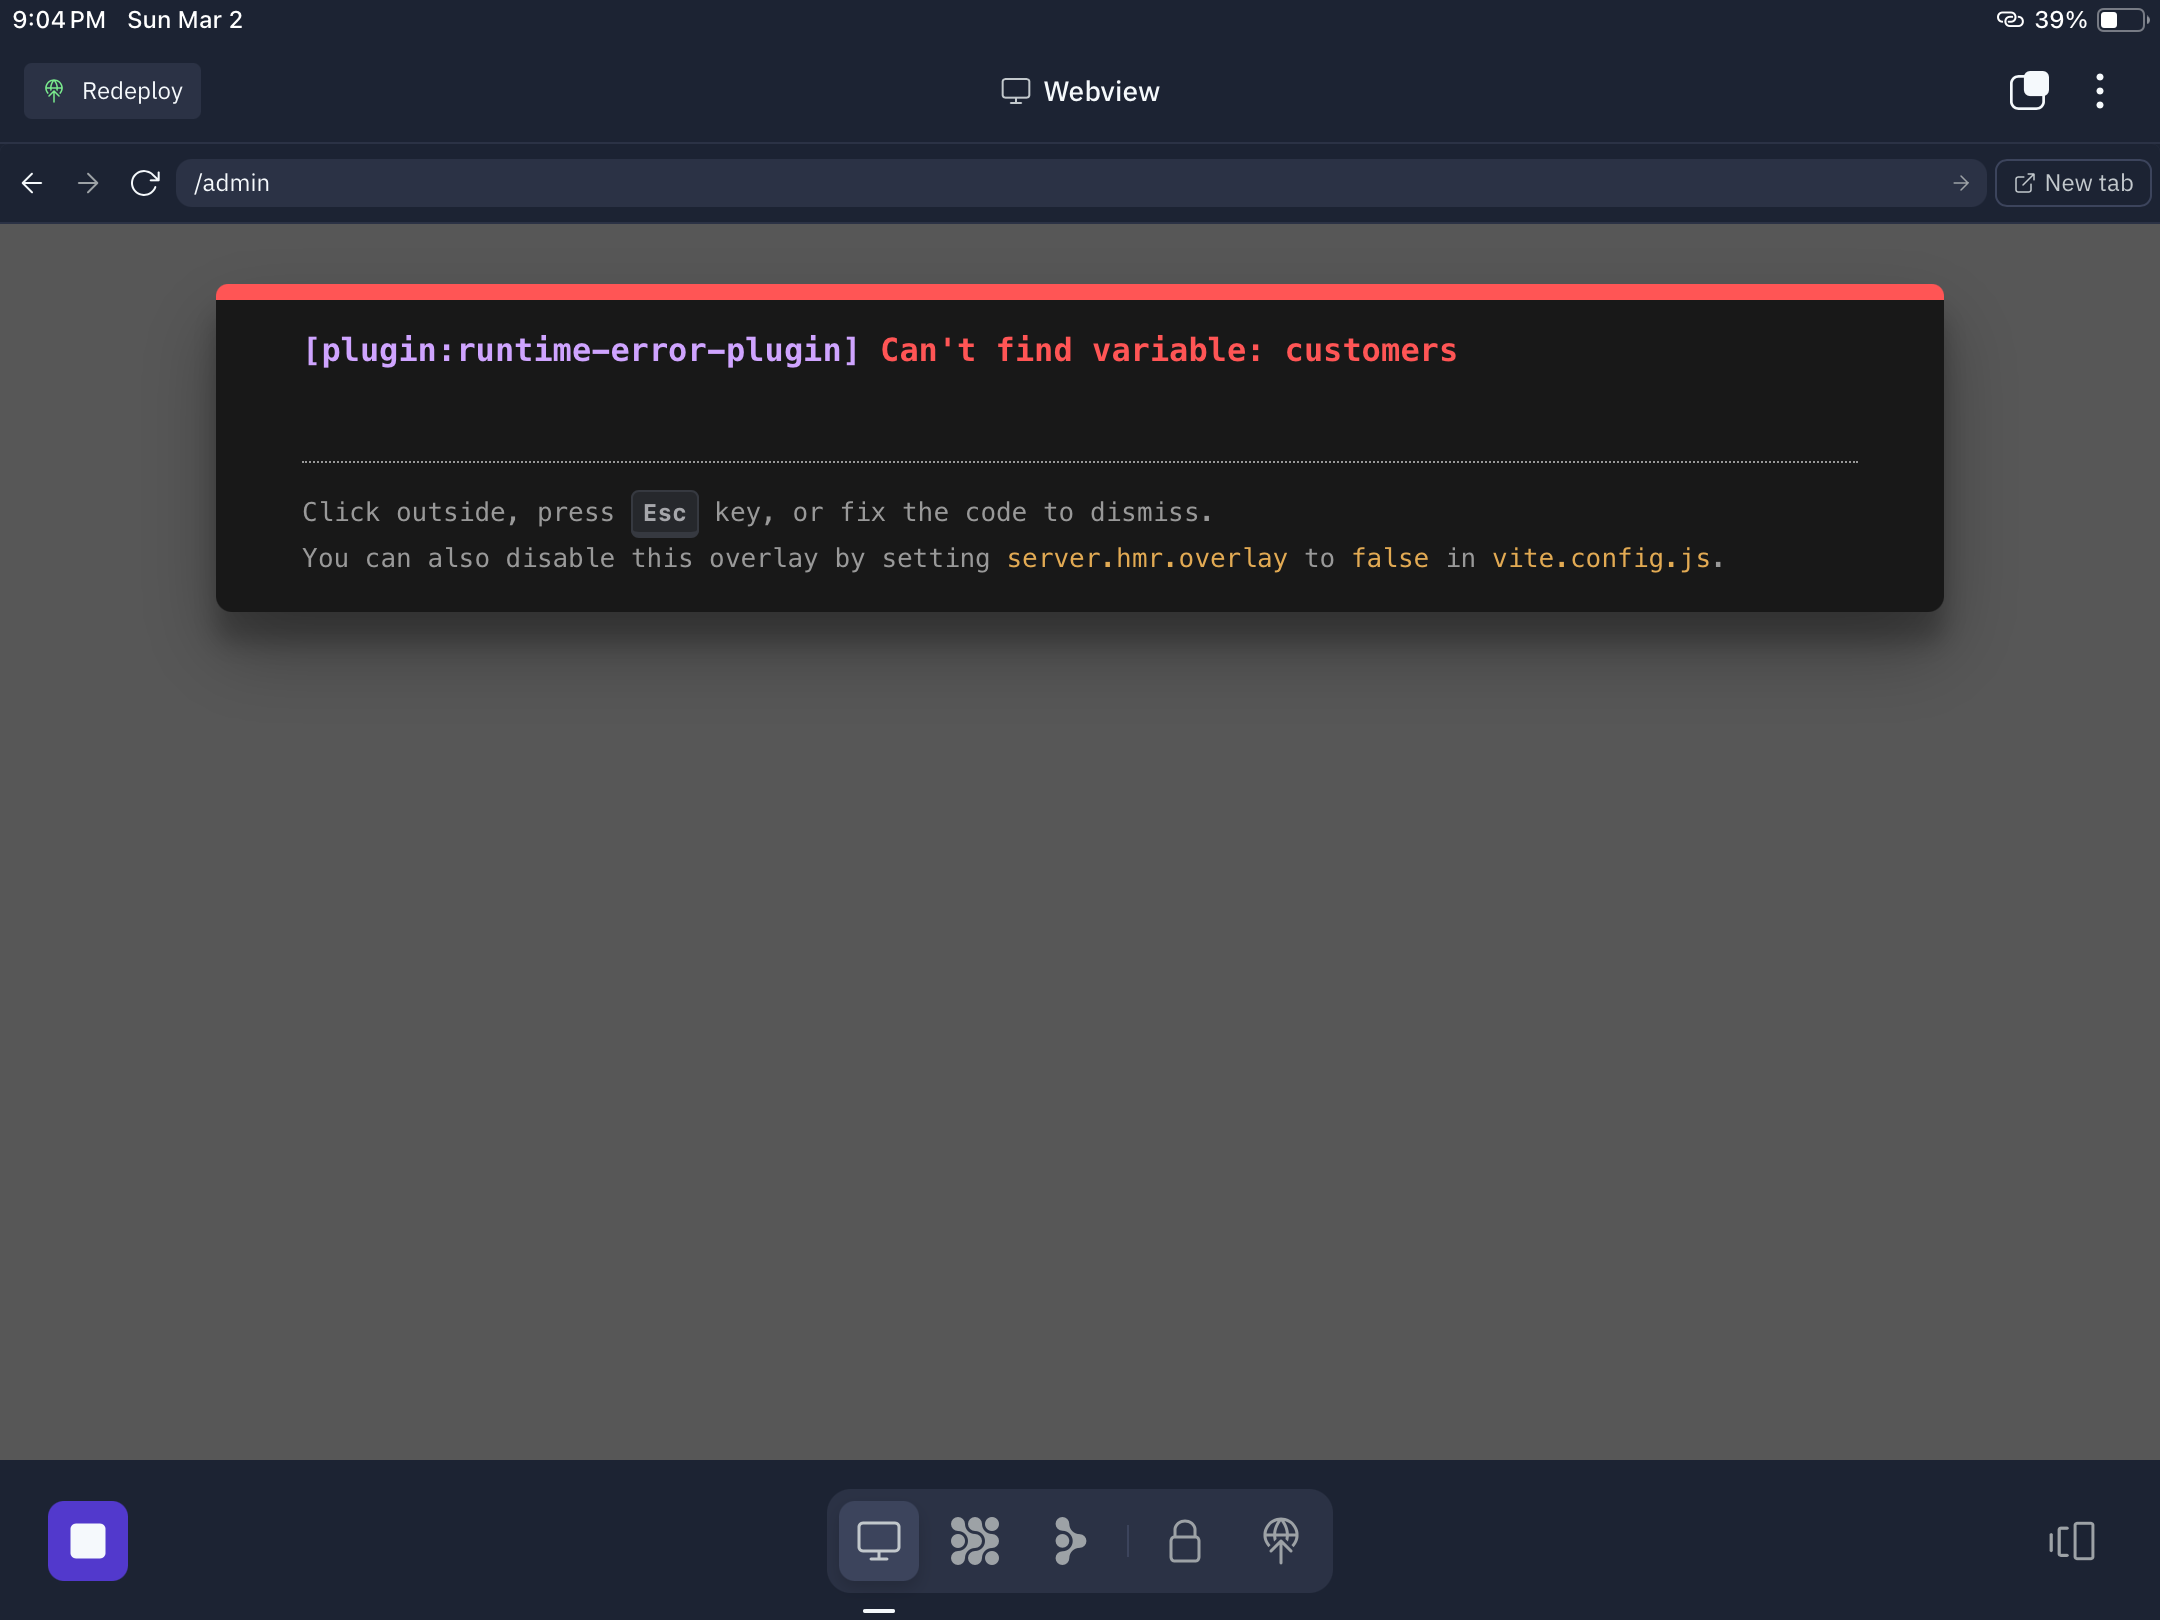 9:04 PM Sun Mar 2 39%
Redeploy Webview
/admin New tab
[plugin:runtime-error-plugin] Can't find variable: customers
Click outside, press Esc key, or fix the code to dismiss.
You can also disable this overlay by setting server.hmr.overlay to false in vite.config.js.